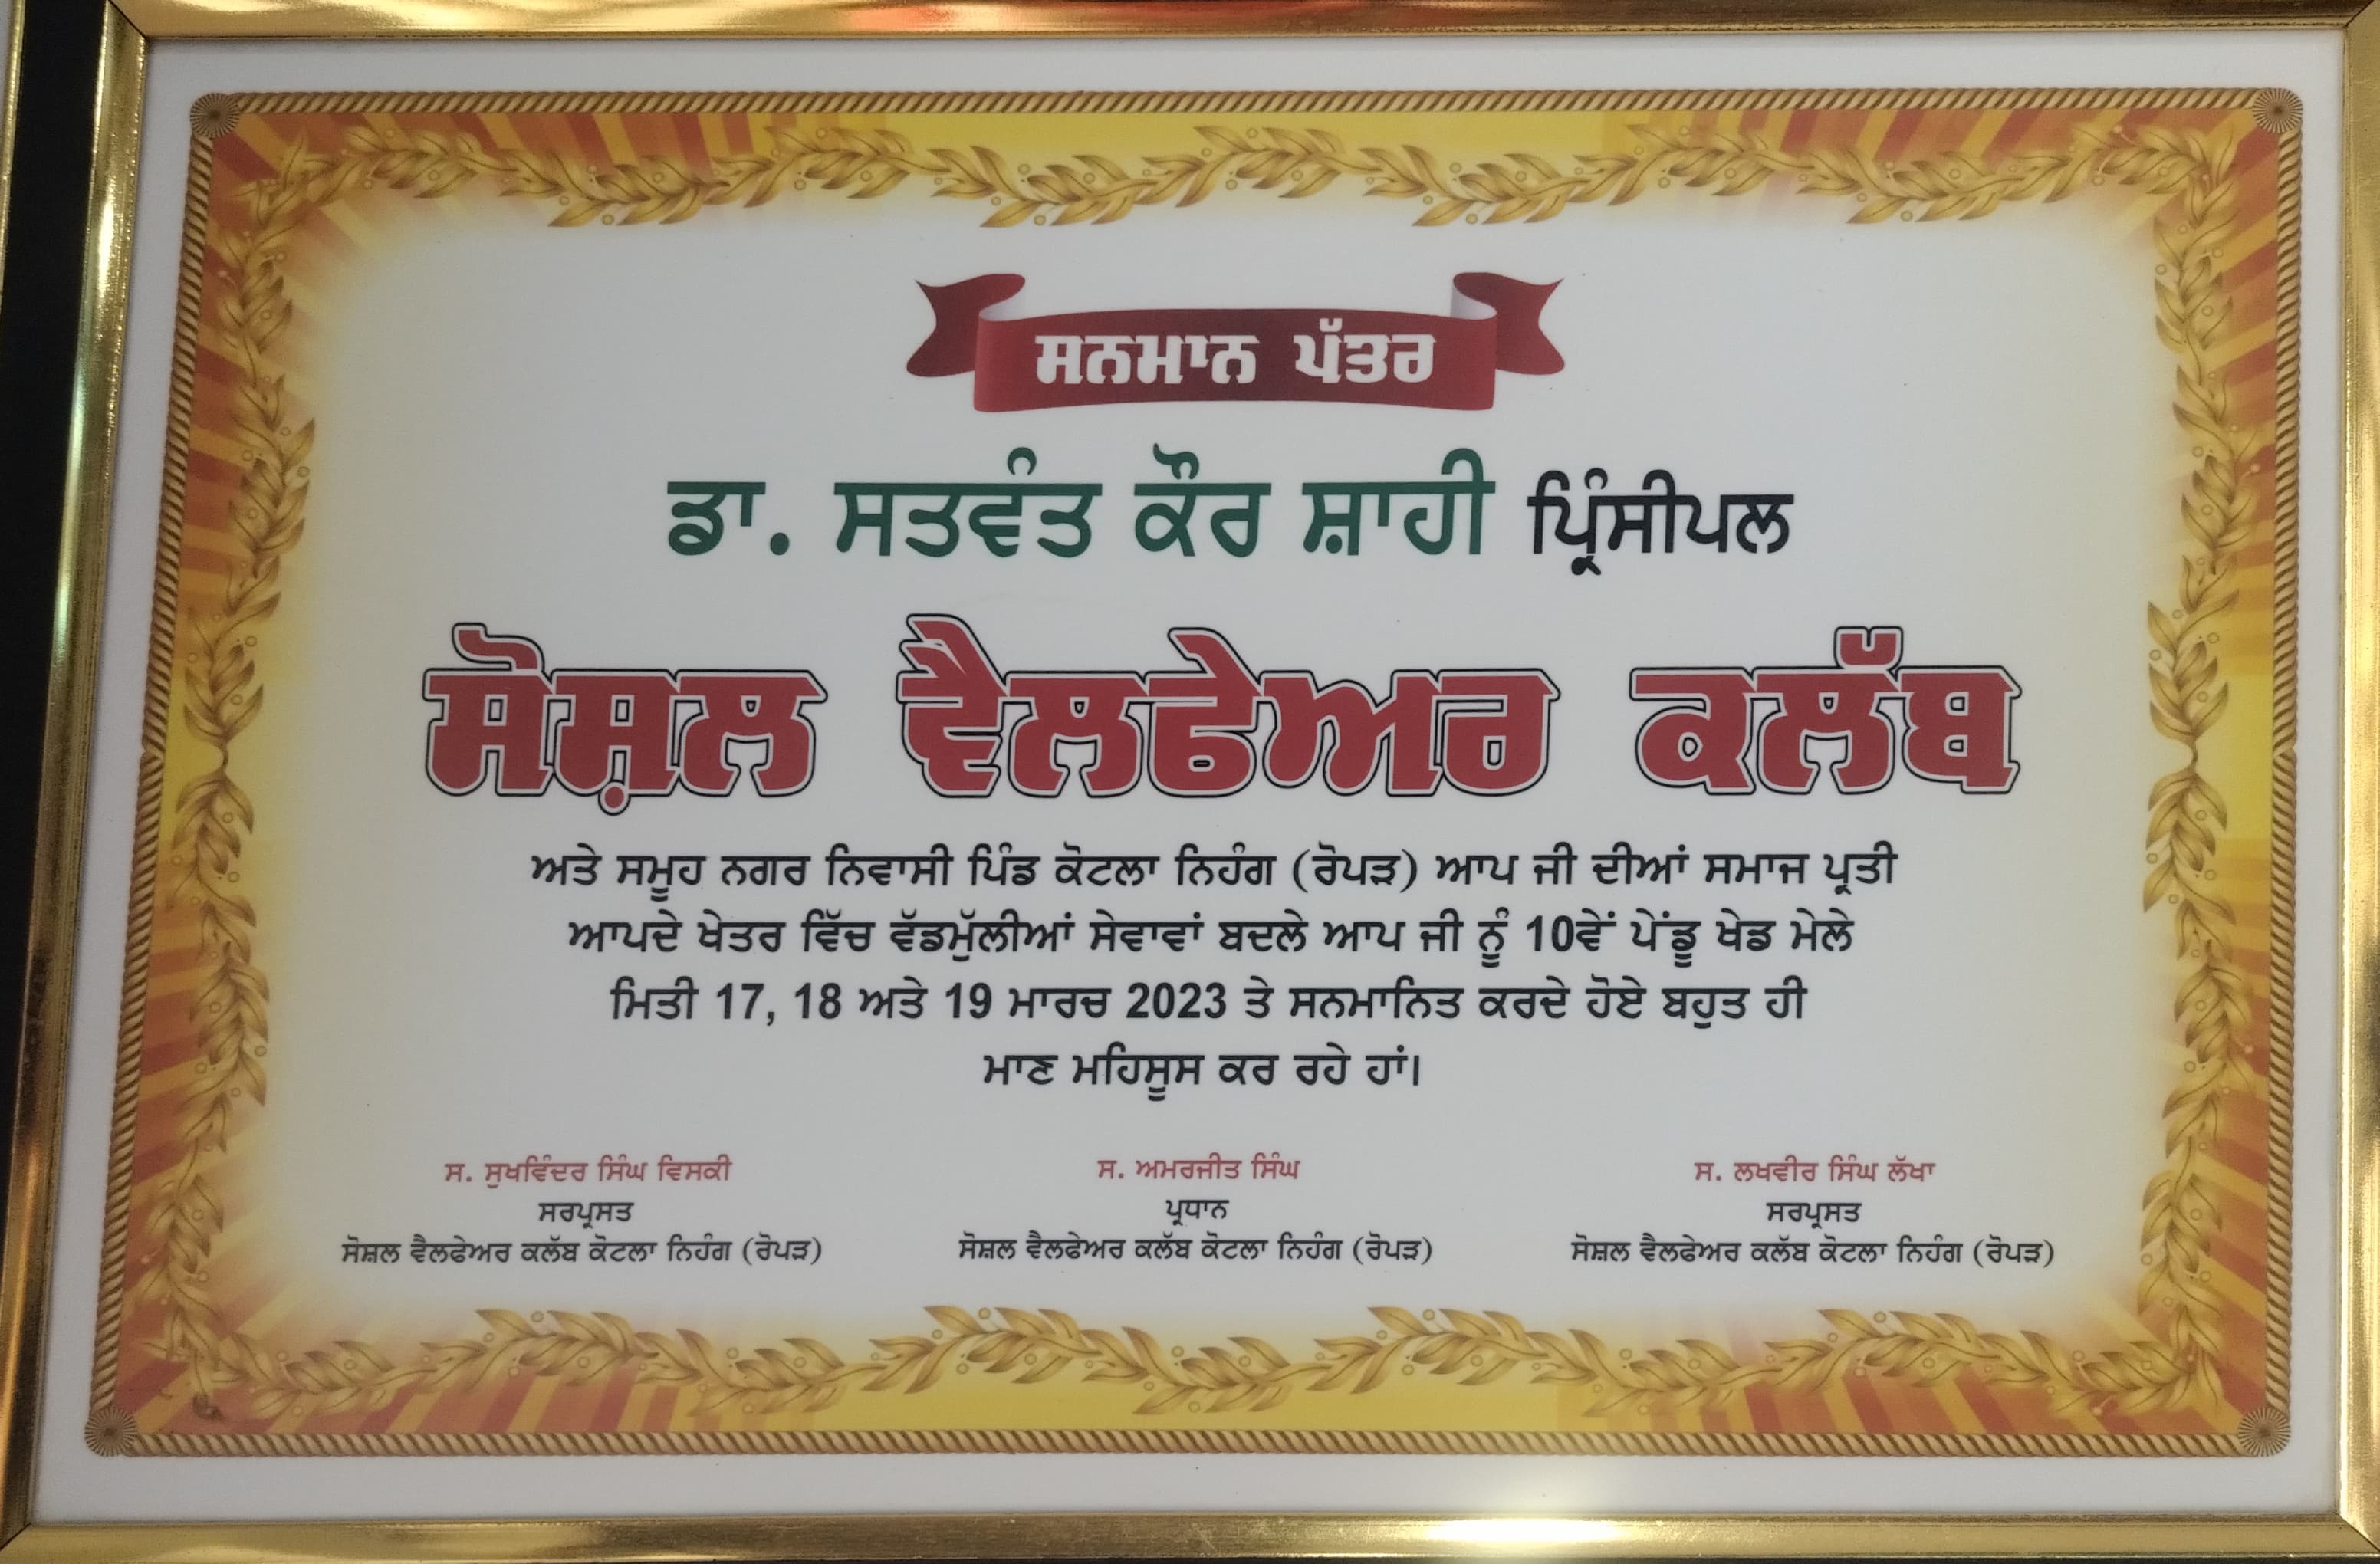 ਸਨਮਾਨ ਪੱਤਰ
ਡਾ. ਸਤਵੰਤ ਕੌਰ ਸ਼ਾਹੀ ਪ੍ਰਿੰਸੀਪਲ
ਸੋਸ਼ਲ ਵੈਲਫੇਅਰ ਕਲੱਬ
ਅਤੇ ਸਮੂਹ ਨਗਰ ਨਿਵਾਸੀ ਪਿੰਡ ਕੋਟਲਾ ਨਿਹੰਗ (ਰੋਪੜ) ਆਪ ਜੀ ਦੀਆਂ ਸਮਾਜ ਪ੍ਰਤੀ
ਆਪਦੇ ਖੇਤਰ ਵਿੱਚ ਵੱਡਮੁੱਲੀਆਂ ਸੇਵਾਵਾਂ ਬਦਲੇ ਆਪ ਜੀ ਨੂੰ 10ਵੇਂ ਪੇਂਡੂ ਖੇਡ ਮੇਲੇ
ਮਿਤੀ 17, 18 ਅਤੇ 19 ਮਾਰਚ 2023 ਤੇ ਸਨਮਾਨਿਤ ਕਰਦੇ ਹੋਏ ਬਹੁਤ ਹੀ
ਮਾਣ ਮਹਿਸੂਸ ਕਰ ਰਹੇ ਹਾਂ।
ਸ. ਸੁਖਵਿੰਦਰ ਸਿੰਘ ਵਿਸਕੀ
ਸਰਪ੍ਰਸਤ
ਸੋਸ਼ਲ ਵੈਲਫੇਅਰ ਕਲੱਬ ਕੋਟਲਾ ਨਿਹੰਗ (ਰੋਪੜ)
ਸ. ਅਮਰਜੀਤ ਸਿੰਘ
ਪ੍ਰਧਾਨ
ਸੋਸ਼ਲ ਵੈਲਫੇਅਰ ਕਲੱਬ ਕੋਟਲਾ ਨਿਹੰਗ (ਰੋਪੜ)
ਸ. ਲਖਵੀਰ ਸਿੰਘ ਲੱਖਾ
ਸਰਪ੍ਰਸਤ
ਸੋਸ਼ਲ ਵੈਲਫੇਅਰ ਕਲੱਬ ਕੋਟਲਾ ਨਿਹੰਗ (ਰੋਪੜ)